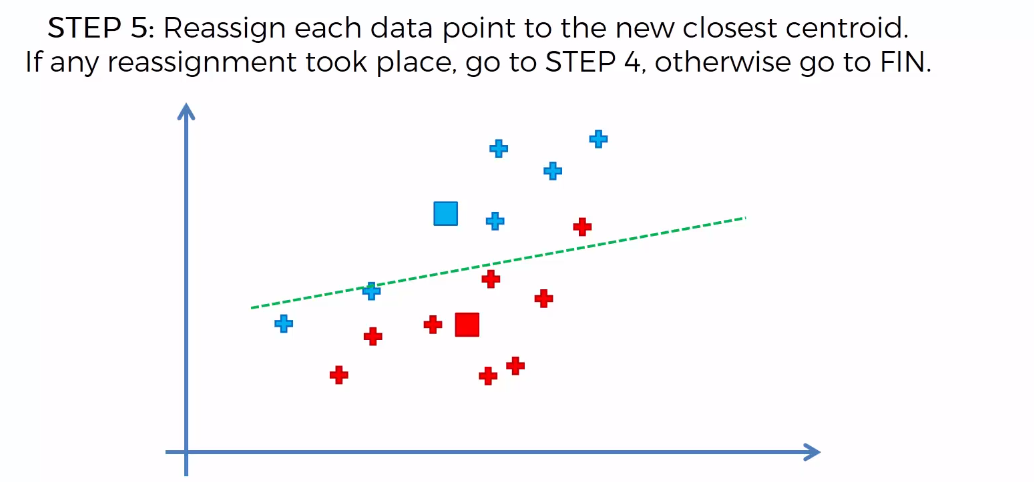 STEP 5: Reassign each data point to the new closest centroid.
If any reassignment took place, go to STEP 4, otherwise go to FIN.